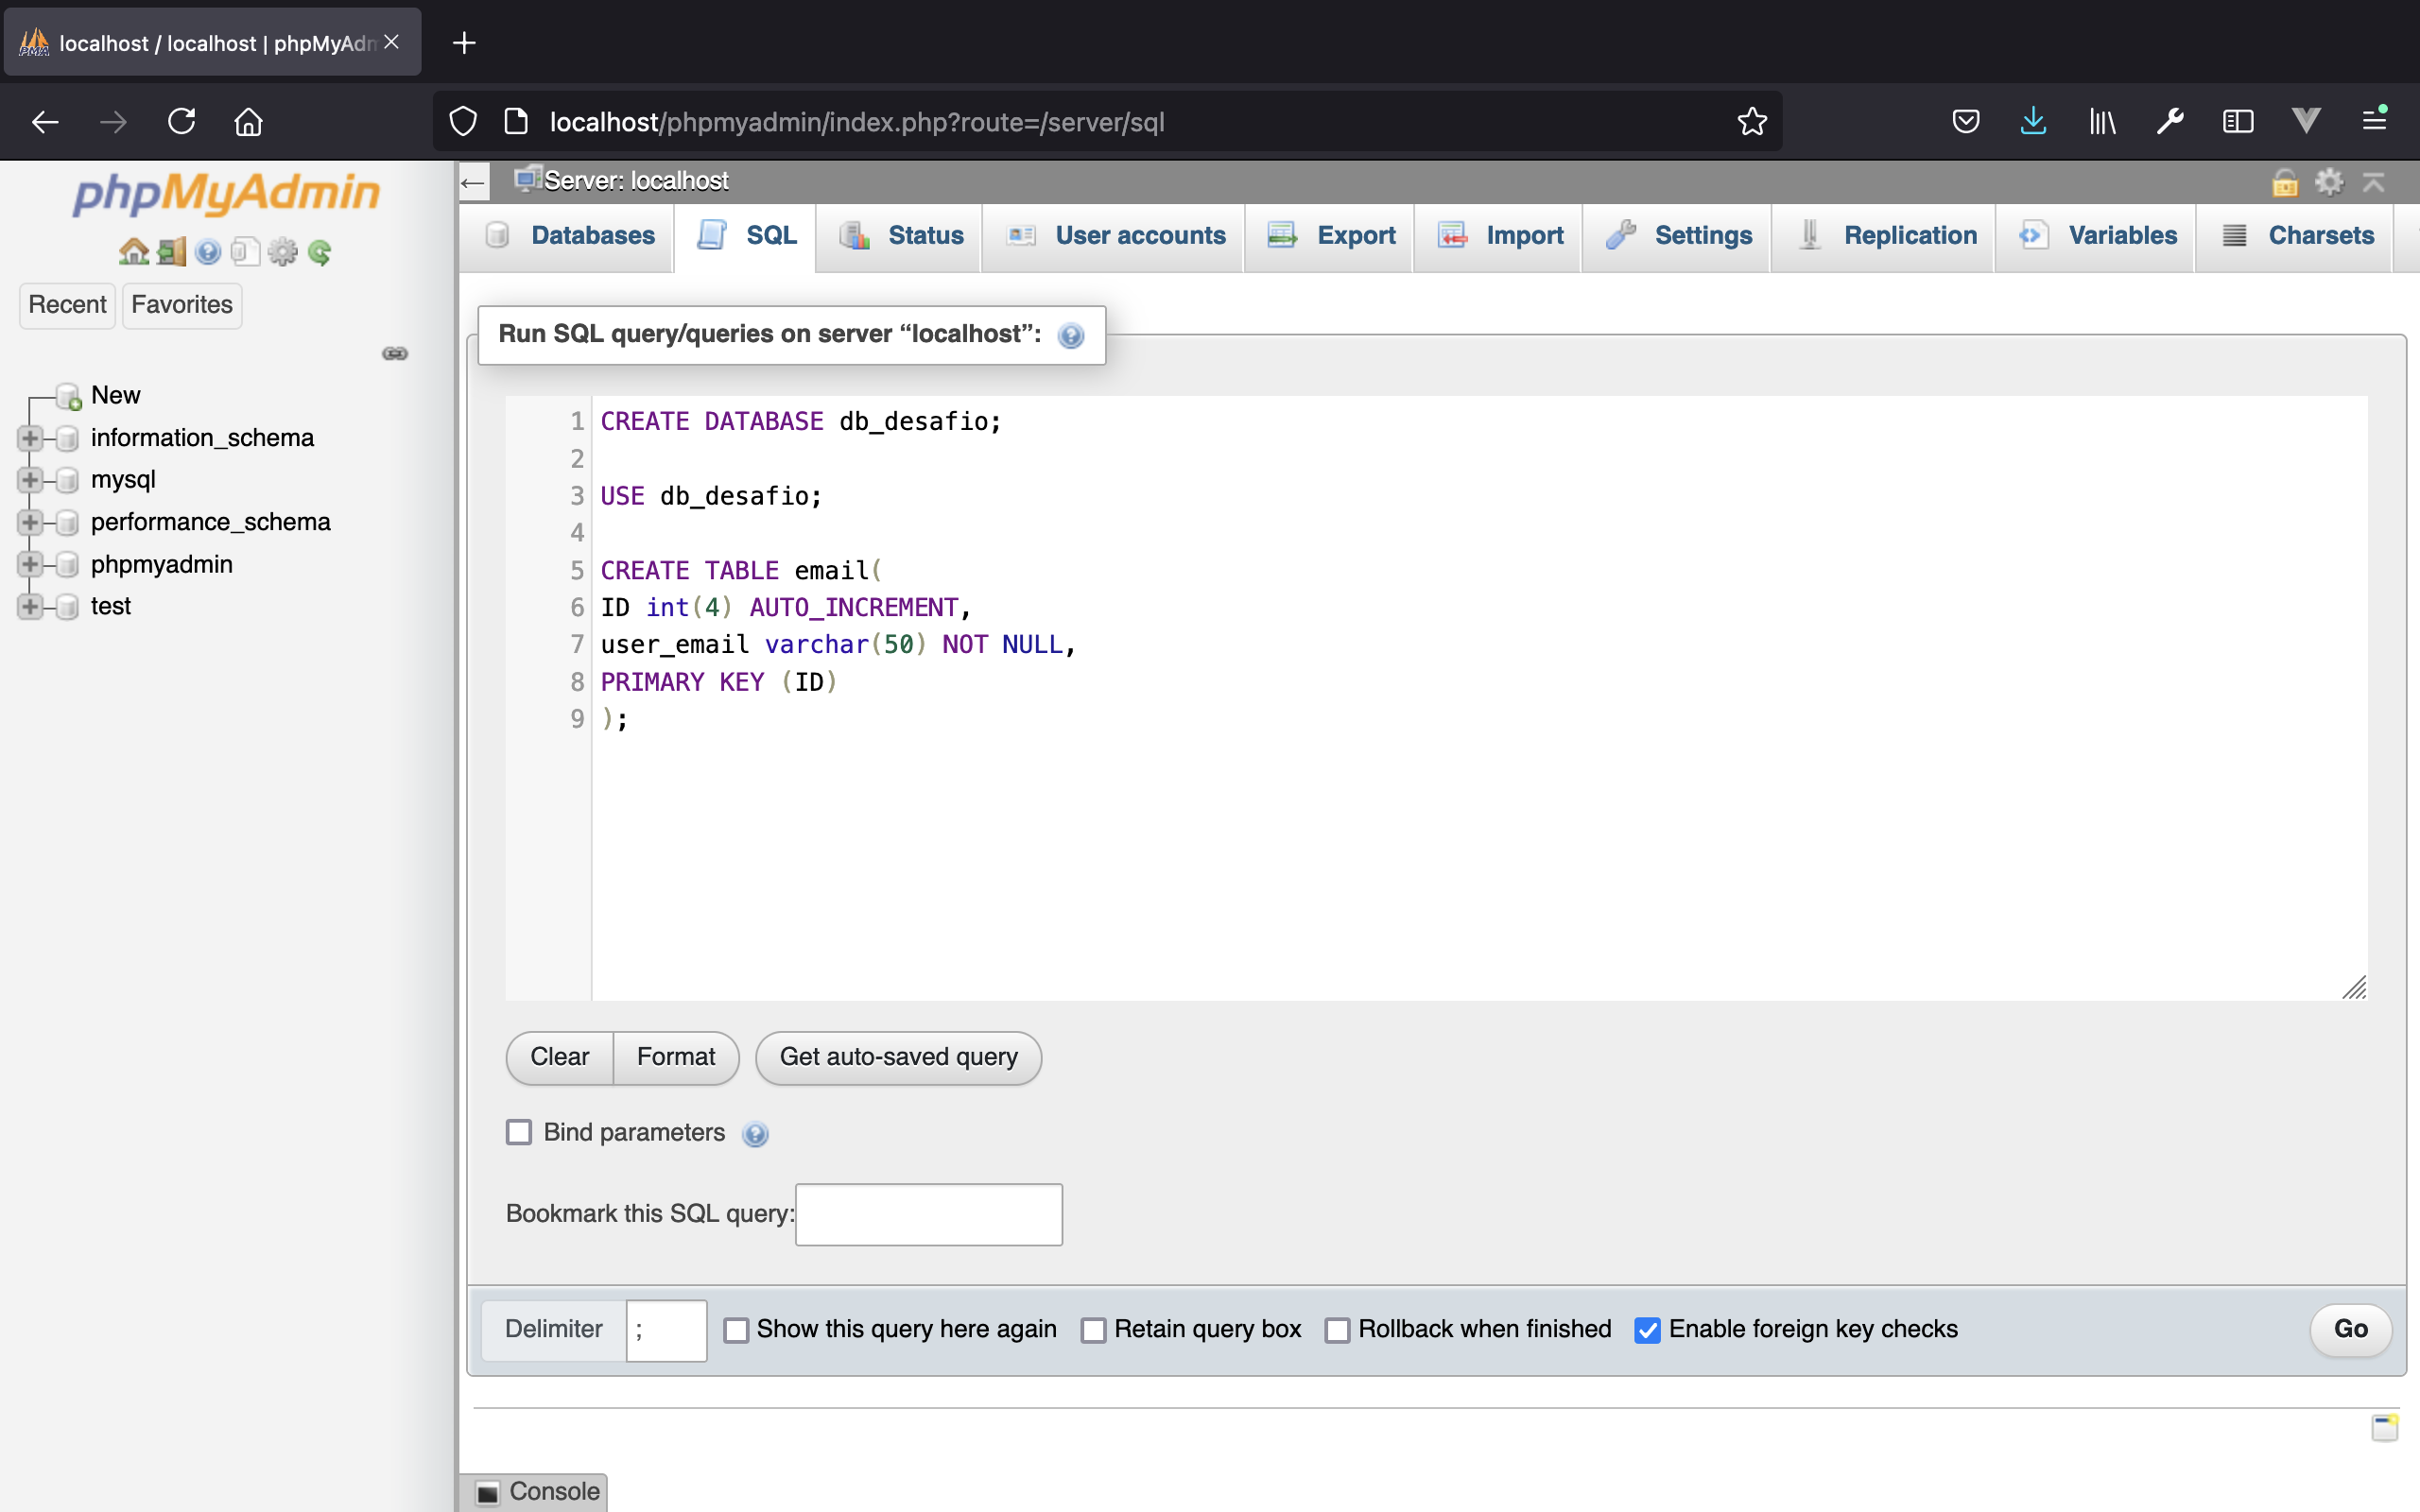 localhost / localhost | phpMyAdm
localhost/phpmyadmin/index.php?route=/server/sql
phpMyAdmin
Recent Favorites
New
information_schema
mysql
performance_schema
phpmyadmin
test
Server: localhost
Databases SQL Status User accounts Export Import Settings Replication Variables Charsets
Run SQL query/queries on server “localhost”:
1 CREATE DATABASE db_desafio;
2
3 USE db_desafio;
4
5 CREATE TABLE email(
6 ID int(4) AUTO_INCREMENT,
7 user_email varchar(50) NOT NULL,
8 PRIMARY KEY (ID)
9 );
Clear Format Get auto-saved query
Bind parameters
Bookmark this SQL query:
Delimiter ; Show this query here again Retain query box Rollback when finished Enable foreign key checks Go
Console